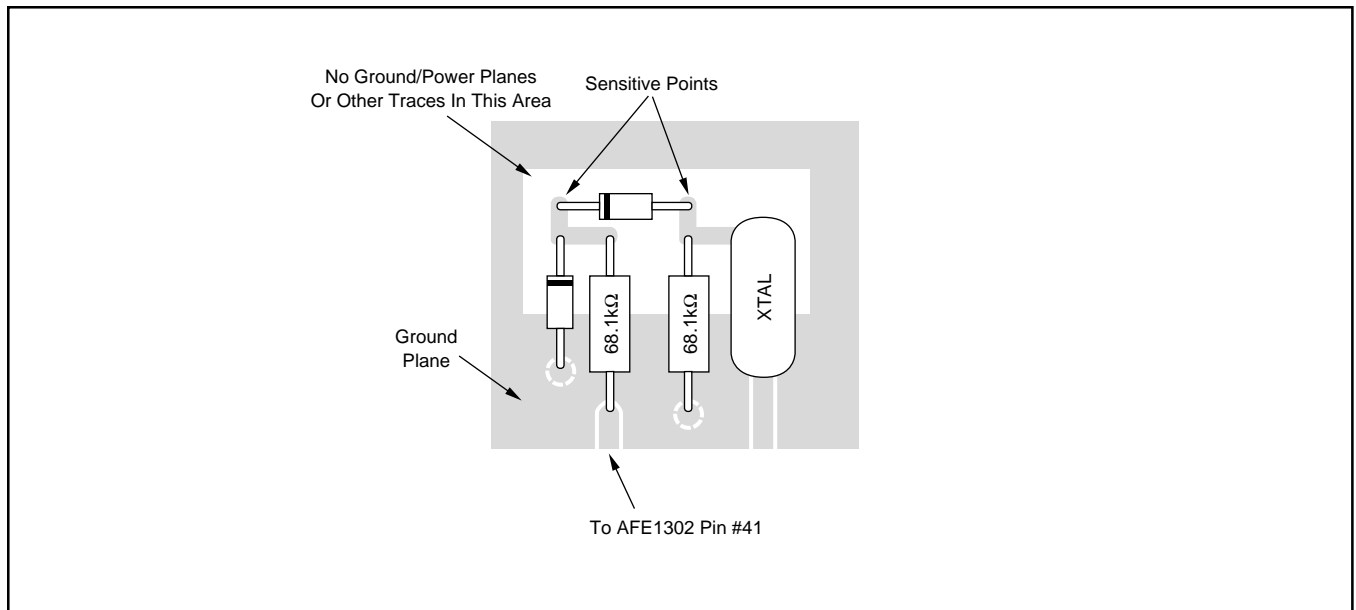 No Ground/Power Planes
Or Other Traces In This Area
Sensitive Points
68.1kΩ
68.1kΩ
XTAL
Ground
Plane
To AFE1302 Pin #41